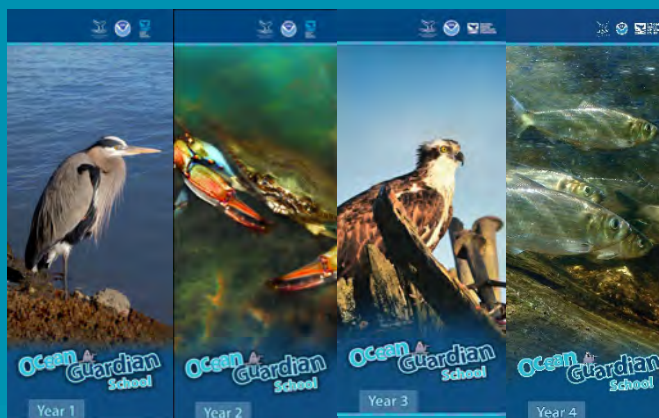 Ocean
Guardian
School
Year 1
Ocean
Guardian
School
Year 2
Ocean
Guardian
School
Year 3
Ocean
Guardian
School
Year 4